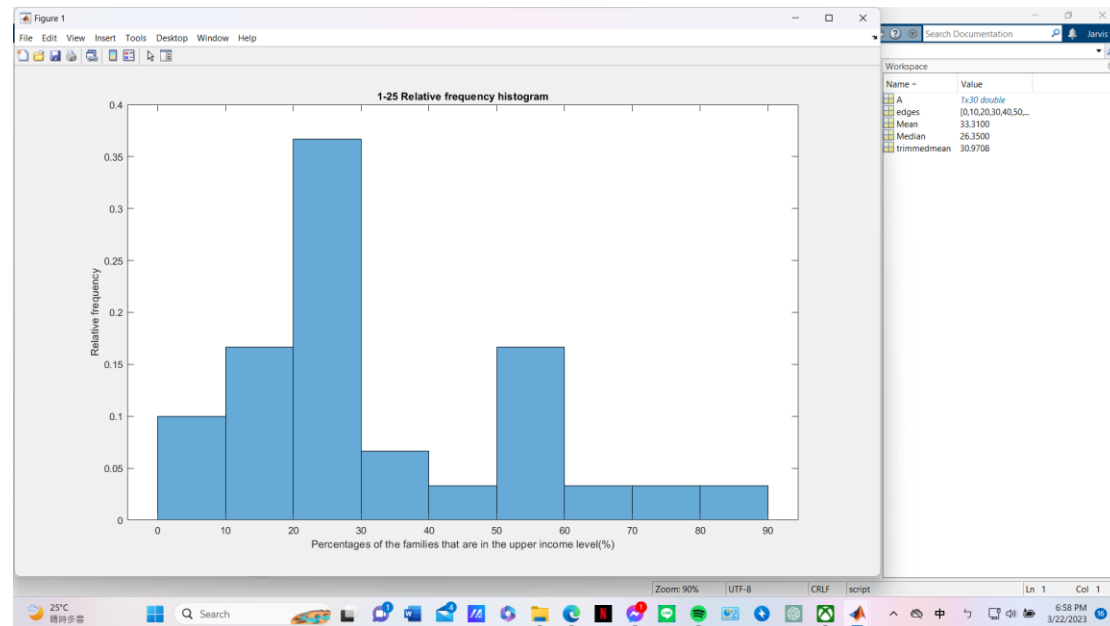 Figure 1
File Edit View Insert Tools Desktop Window Help
1-25 Relative frequency histogram
0.4
0.35
0.3
0.25
0.2
0.15
0.1
0.05
0
Relative frequency
0 10 20 30 40 50 60 70 80 90
Percentages of the families that are in the upper income level(%)
Search Documentation
Jarvis
Workspace
Name Value
A 1x30 double
edges [0,10,20,30,40,50,...
Mean 33.3100
Median 26.3500
trimmedmean 30.9708
Zoom: 90% UTF-8 CRLF script Ln 1 Col 1
25°C
晴時多雲
Search
中
ㄅ
6:58 PM
3/22/2023